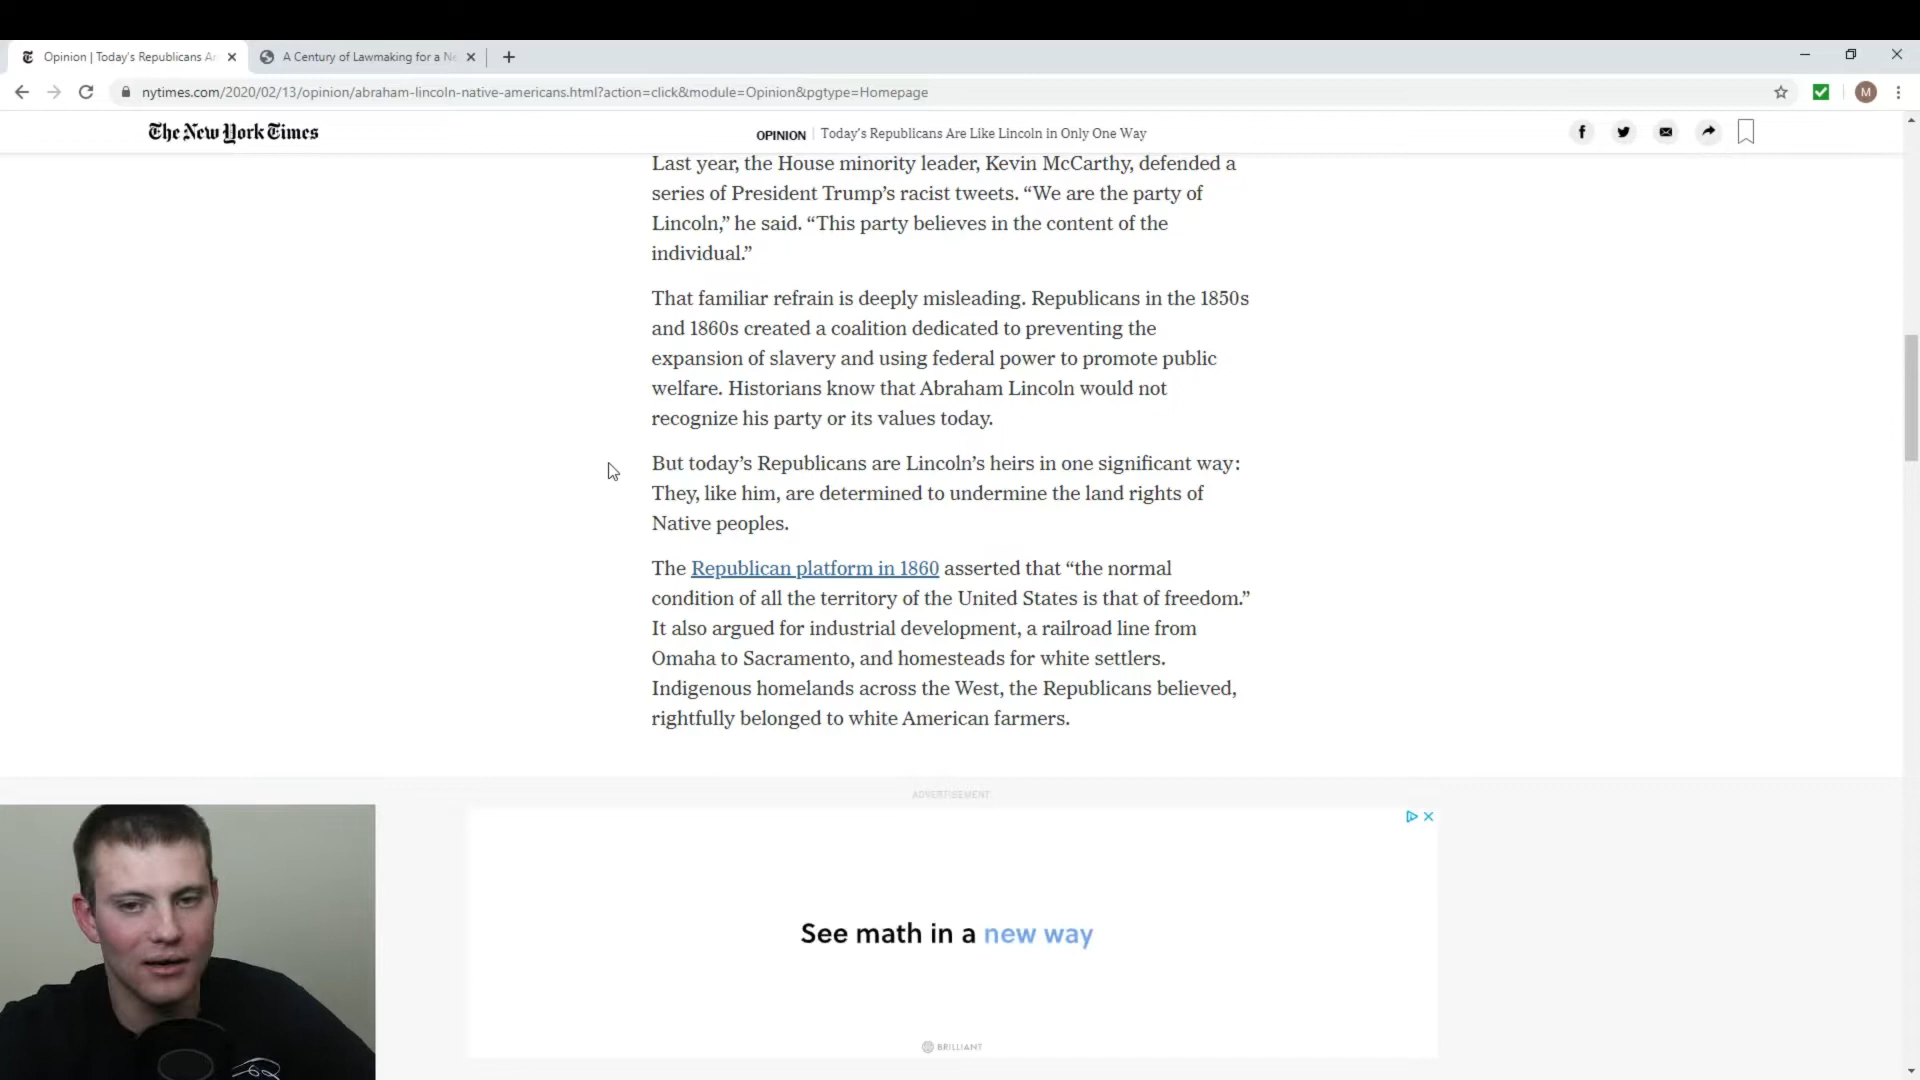 Opinion | Today's Republicans Ar
A Century of Lawmaking for a Ne
nytimes.com/2020/02/13/opinion/abraham-lincoln-native-americans.html?action=click&module=Opinion&pgtype=Homepage
M
The New York Times
OPINION | Today's Republicans Are Like Lincoln in Only One Way
Last year, the House minority leader, Kevin McCarthy, defended a
series of President Trump's racist tweets. “We are the party of
Lincoln,” he said. “This party believes in the content of the
individual.”
That familiar refrain is deeply misleading. Republicans in the 1850s
and 1860s created a coalition dedicated to preventing the
expansion of slavery and using federal power to promote public
welfare. Historians know that Abraham Lincoln would not
recognize his party or its values today.
But today's Republicans are Lincoln's heirs in one significant way:
They, like him, are determined to undermine the land rights of
Native peoples.
The Republican platform in 1860 asserted that “the normal
condition of all the territory of the United States is that of freedom.”
It also argued for industrial development, a railroad line from
Omaha to Sacramento, and homesteads for white settlers.
Indigenous homelands across the West, the Republicans believed,
rightfully belonged to white American farmers.
ADVERTISEMENT
See math in a new way
BRILLIANT